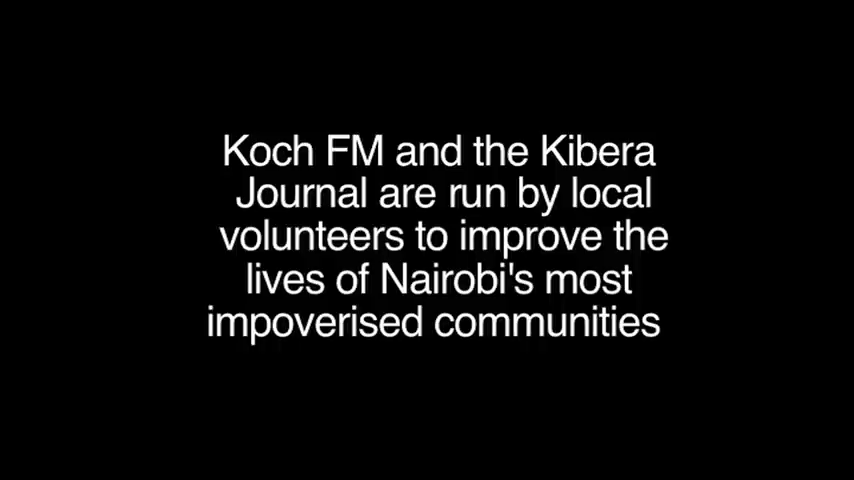 Koch FM and the Kibera
Journal are run by local
volunteers to improve the
lives of Nairobi's most
impoverised communities